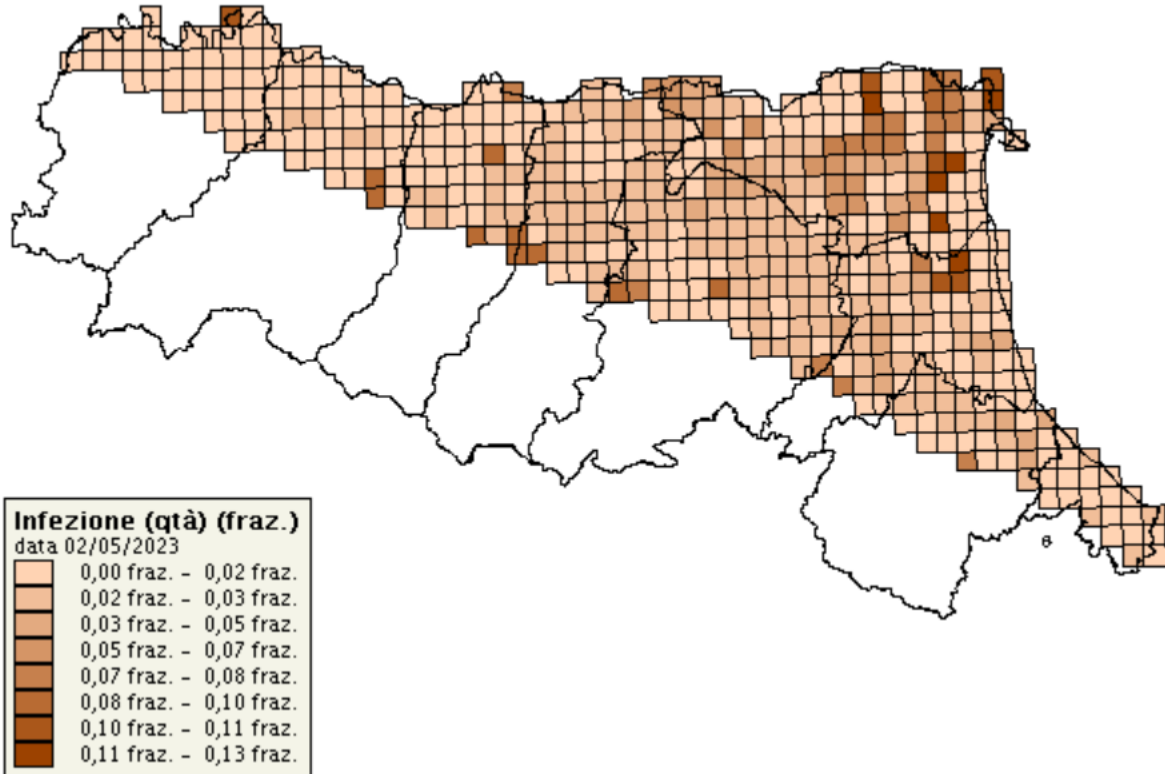 Infezione (qtà) (fraz.)
data 02/05/2023
0,00 fraz. - 0,02 fraz.
0,02 fraz. - 0,03 fraz.
0,03 fraz. - 0,05 fraz.
0,05 fraz. - 0,07 fraz.
0,07 fraz. - 0,08 fraz.
0,08 fraz. - 0,10 fraz.
0,10 fraz. - 0,11 fraz.
0,11 fraz. - 0,13 fraz.